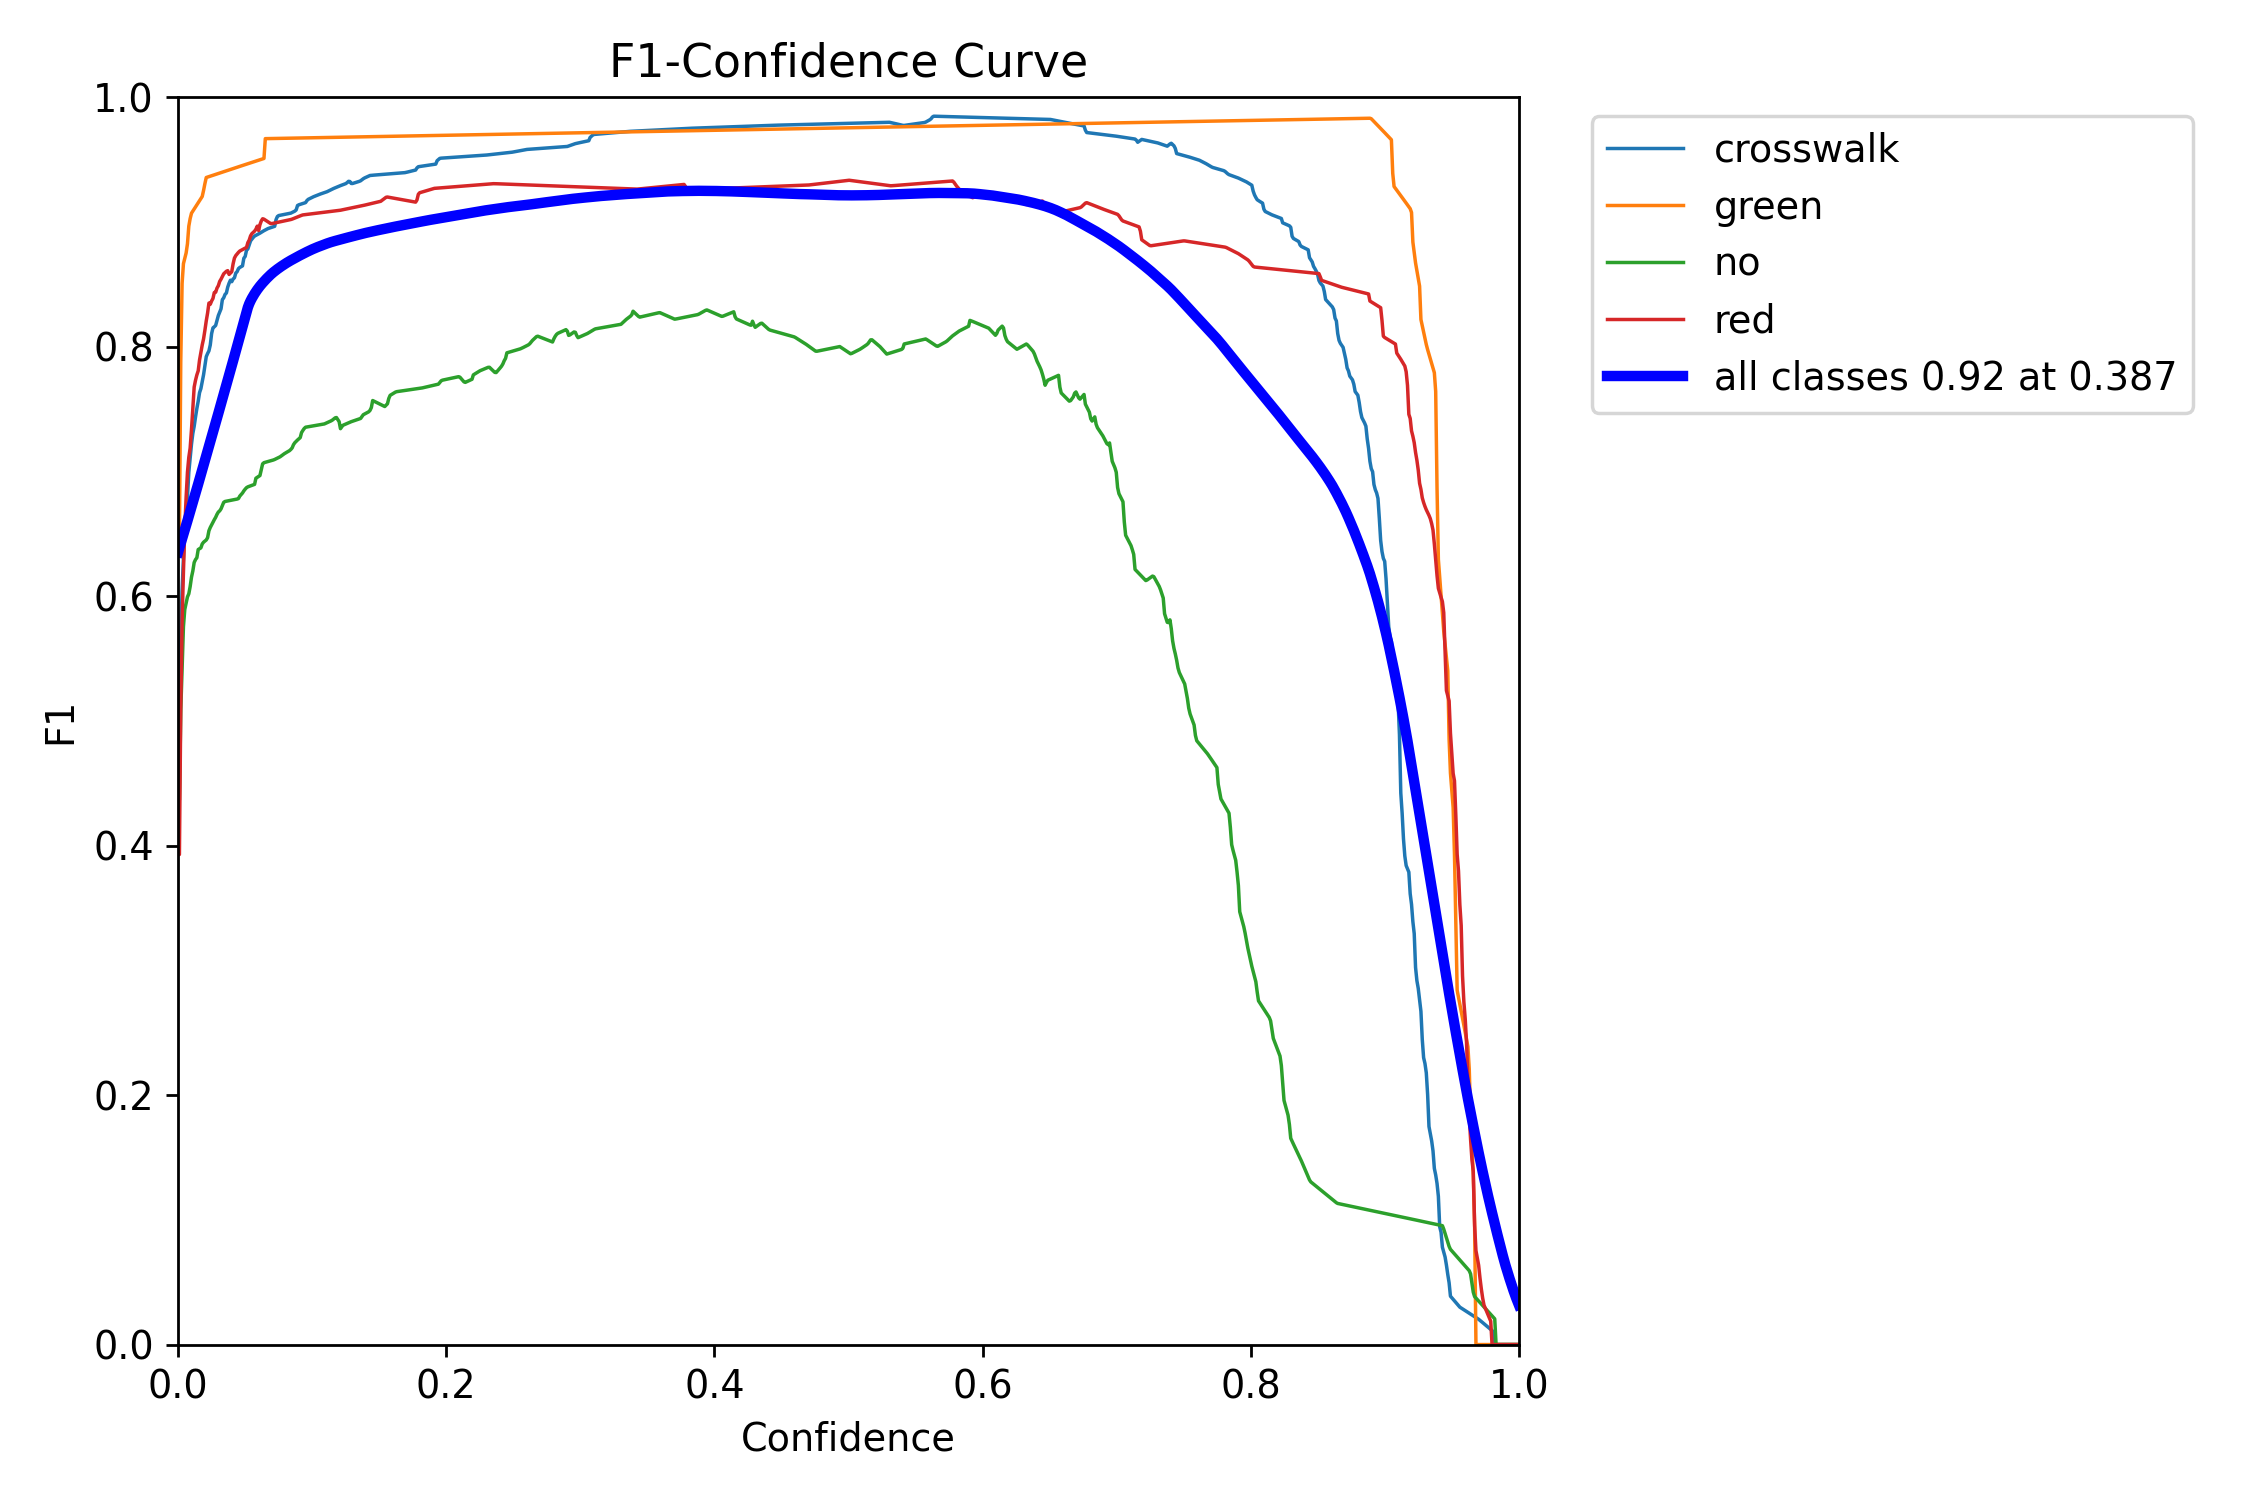 F1-Confidence Curve
1.0
0.8
0.6
0.4
0.2
0.0
F1
0.0 0.2 0.4 0.6 0.8 1.0
Confidence
crosswalk
green
no
red
all classes 0.92 at 0.387